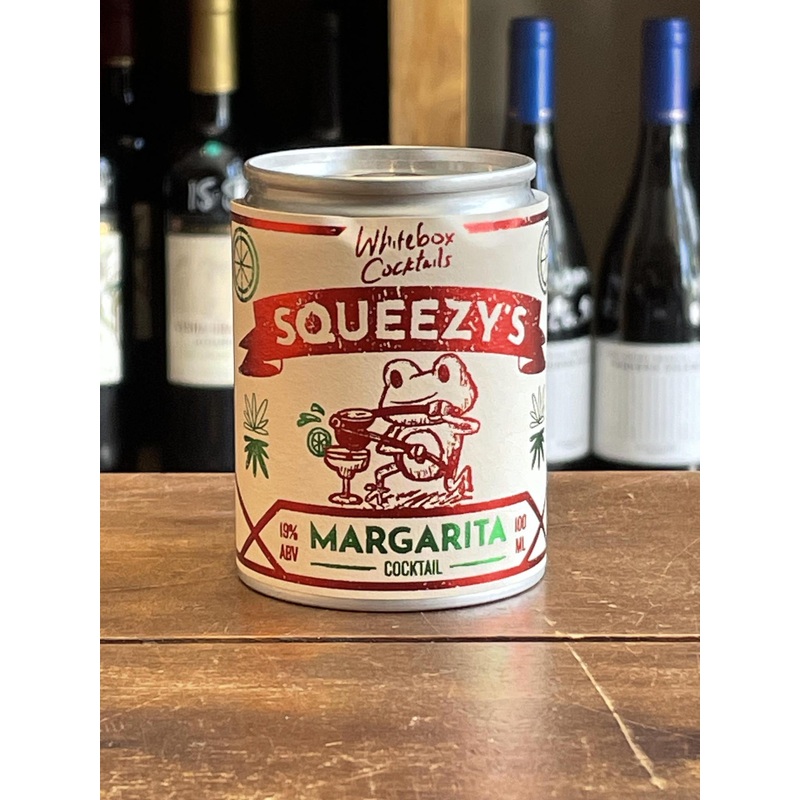 Whitebox
Cocktails
SQUEEZY'S
19%
ABV
MARGARITA
COCKTAIL
100
ML